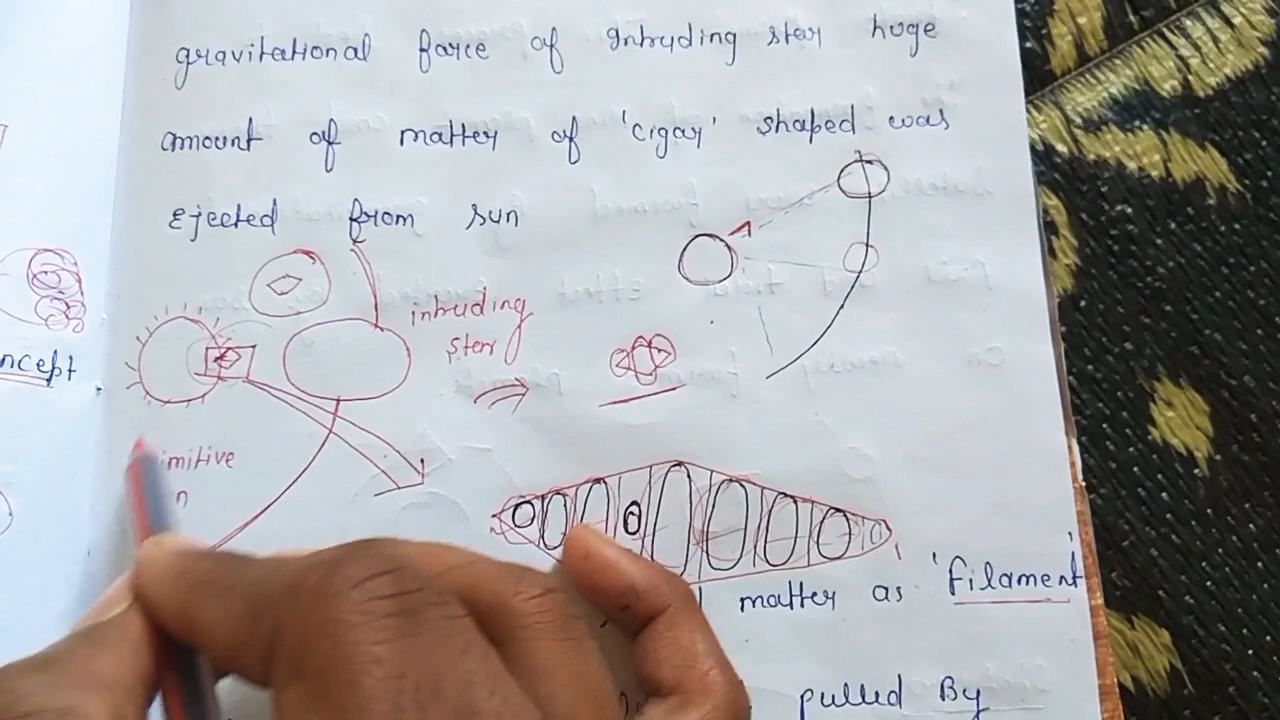 gravitational force of Intruding star huge
amount of matter of 'cigar' shaped was
Ejected from sun
intruding
star
ncept
imitive
n
matter as 'Filament'
pulled By